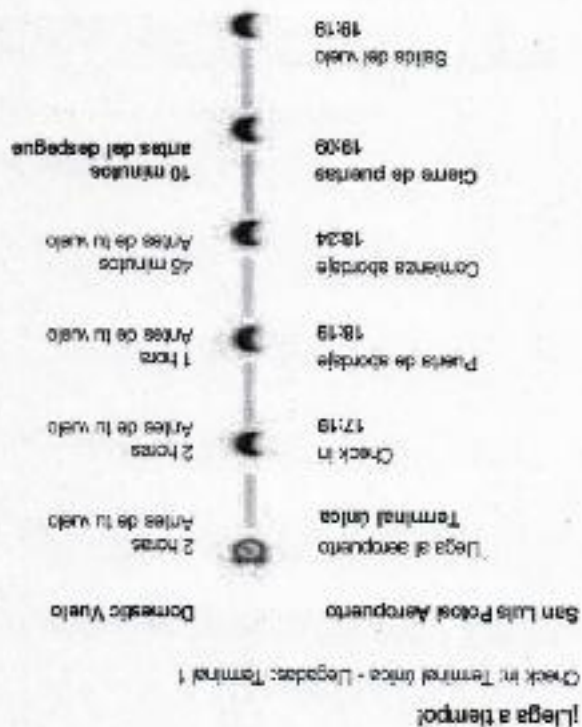 ¡Llega a tiempo!
Check in: Terminal única - Llegadas: Terminal 1
San Luis Potosí Aeropuerto Domestic Vuelo
Llega al aeropuerto 2 horas
Terminal única Antes de tu vuelo
Check in 2 horas
17:19 Antes de tu vuelo
Puerta de abordaje 1 hora
18:19 Antes de tu vuelo
Comienza abordaje 45 minutos
18:34 Antes de tu vuelo
Cierre de puertas 10 minutos
19:09 antes del despegue
Salida del vuelo
19:19